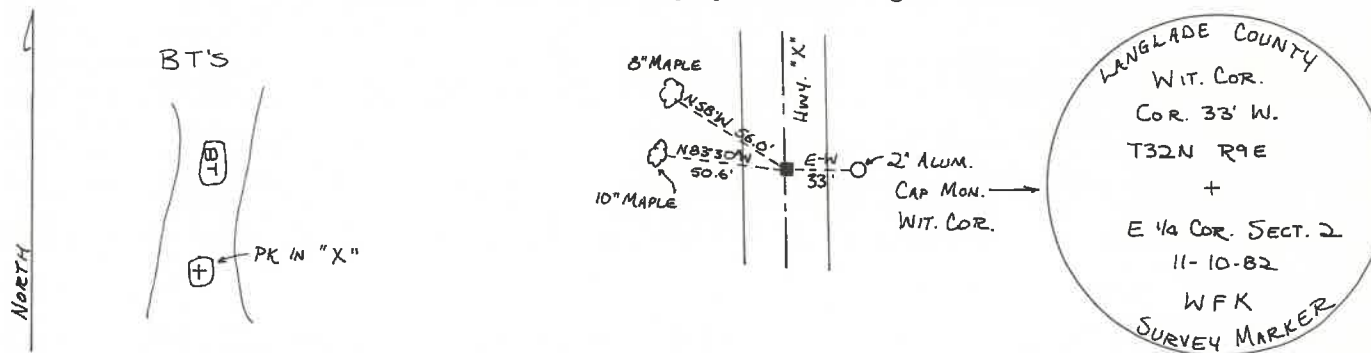 NORTH
BT'S
BT
PK IN "X"
8" MAPLE
N58°W 56.0'
N83°30'W
50.6'
10" MAPLE
HWY. "X"
E-W
33'
2" ALUM.
CAP MON.
WIT. COR.
LANGLADE COUNTY
WIT. COR.
COR. 33' W.
T32N R9E
+
E 1/4 COR. SECT. 2
11-10-82
WFK
SURVEY MARKER